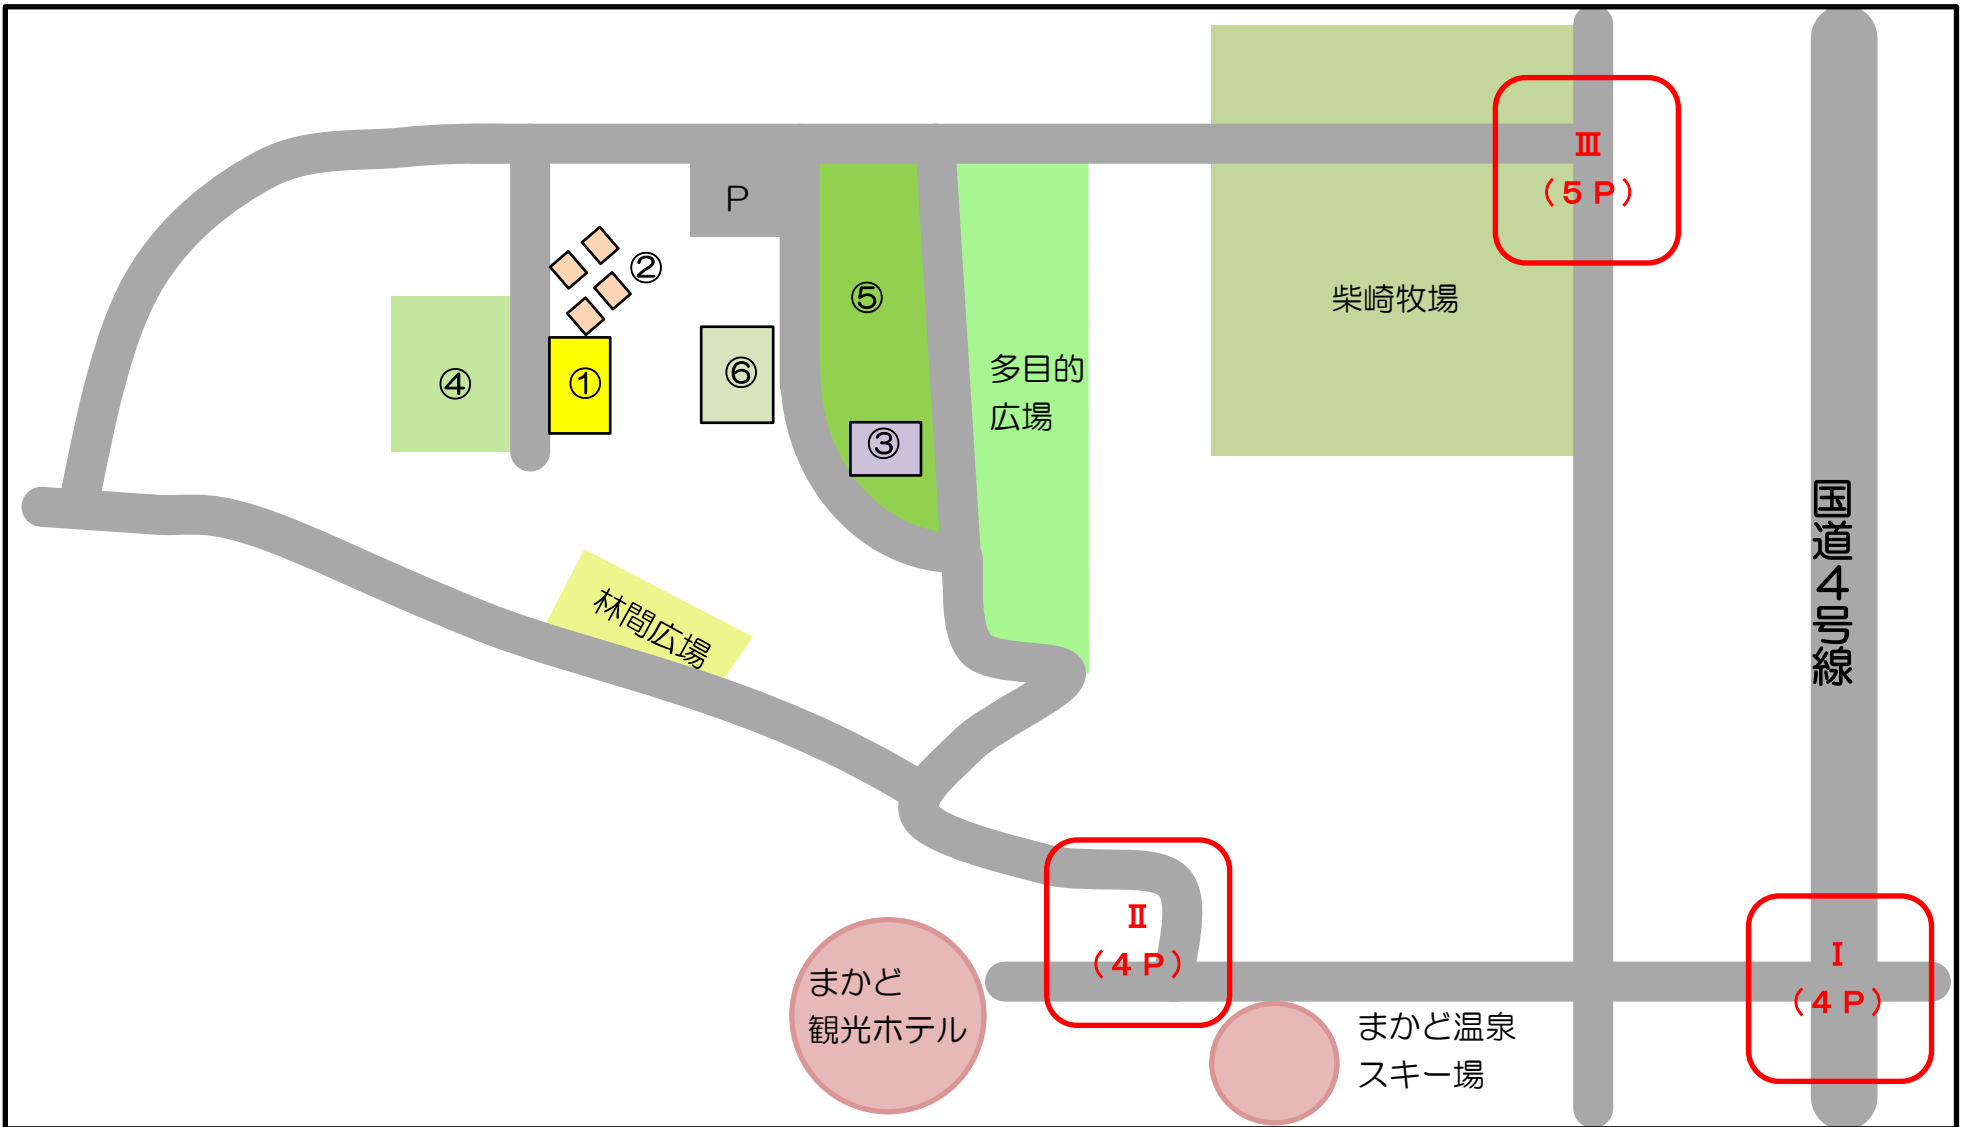 Ⅲ
（５Ｐ）
Ｐ
②
⑤
柴崎牧場
④
①
⑥
多目的
広場
③
国道４号線
林間広場
Ⅱ
（４Ｐ）
Ⅰ
（４Ｐ）
まかど
観光ホテル
まかど温泉
スキー場